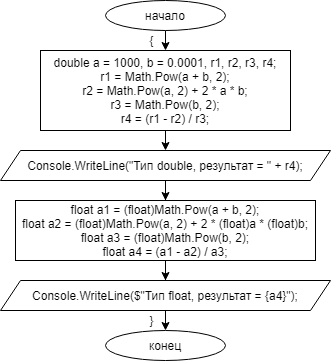 начало
{
double a = 1000, b = 0.0001, r1, r2, r3, r4;
r1 = Math.Pow(a + b, 2);
r2 = Math.Pow(a, 2) + 2 * a * b;
r3 = Math.Pow(b, 2);
r4 = (r1 - r2) / r3;
Console.WriteLine("Тип double, результат = " + r4);
float a1 = (float)Math.Pow(a + b, 2);
float a2 = (float)Math.Pow(a, 2) + 2 * (float)a * (float)b;
float a3 = (float)Math.Pow(b, 2);
float a4 = (a1 - a2) / a3;
Console.WriteLine($"Тип float, результат = {a4}");
}
конец